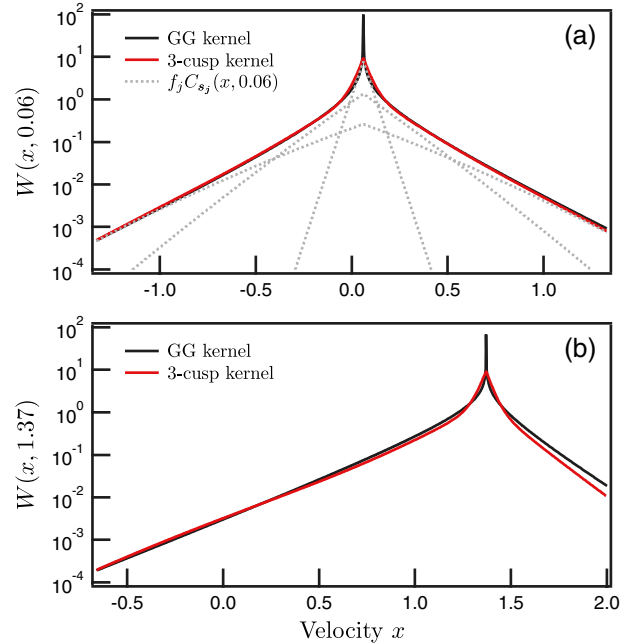 (a)
GG kernel
3-cusp kernel
f_j C_{s_j}(x, 0.06)
W(x, 0.06)
10^2
10^1
10^0
10^-1
10^-2
10^-3
10^-4
-1.0 -0.5 0.0 0.5 1.0
(b)
GG kernel
3-cusp kernel
W(x, 1.37)
10^2
10^1
10^0
10^-1
10^-2
10^-3
10^-4
-0.5 0.0 0.5 1.0 1.5 2.0
Velocity x